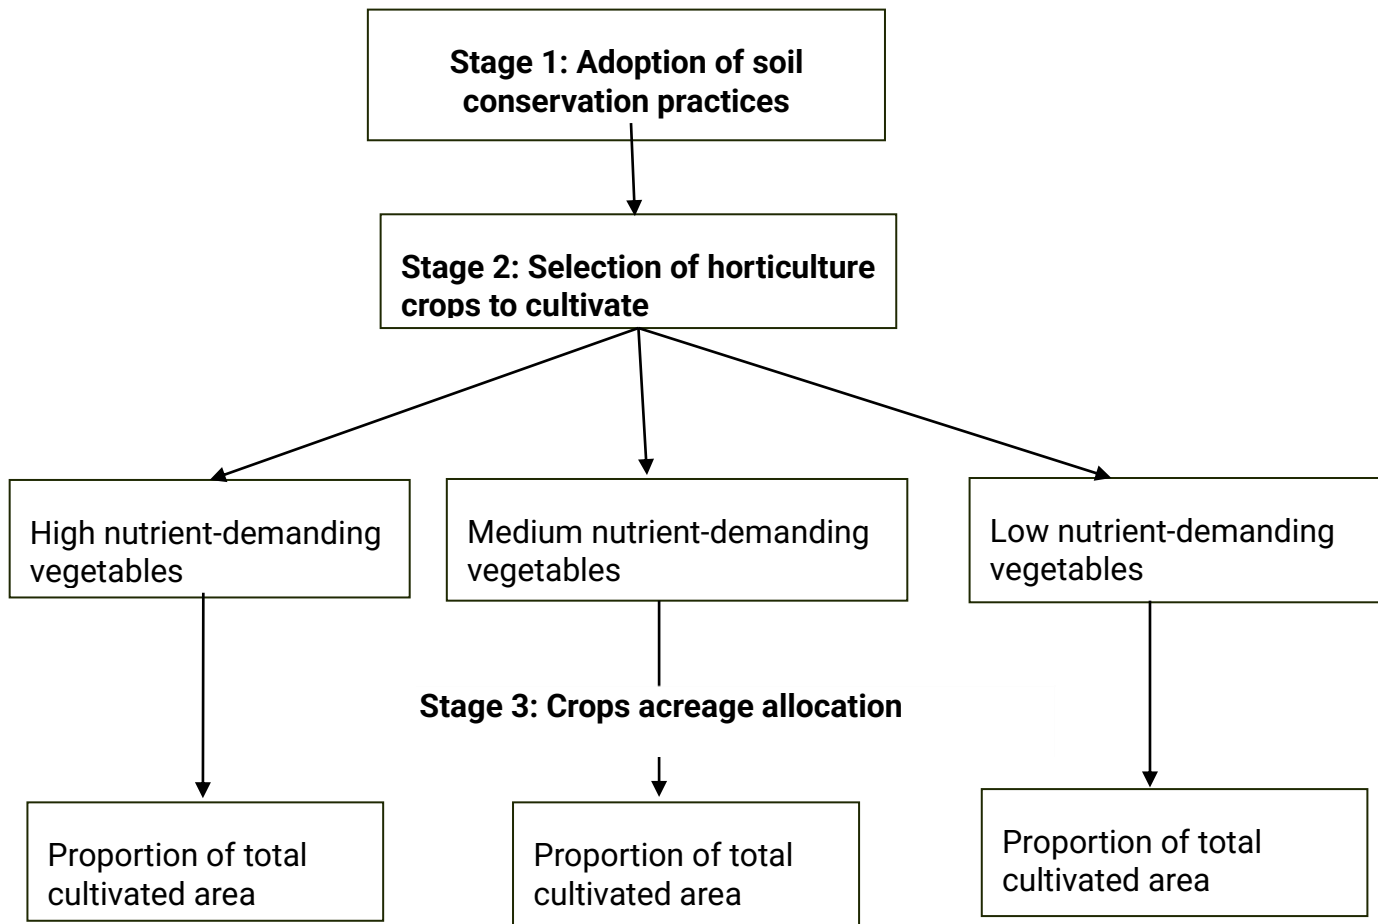 Stage 1: Adoption of soil
conservation practices
Stage 2: Selection of horticulture
crops to cultivate
High nutrient-demanding
vegetables
Medium nutrient-demanding
vegetables
Low nutrient-demanding
vegetables
Stage 3: Crops acreage allocation
Proportion of total
cultivated area
Proportion of total
cultivated area
Proportion of total
cultivated area